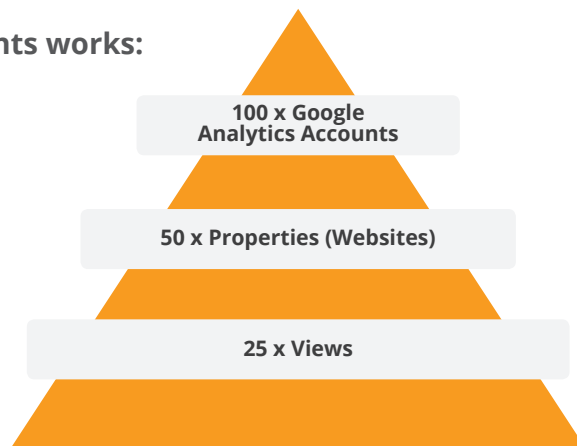 nts works:
100 x Google
Analytics Accounts
50 x Properties (Websites)
25 x Views